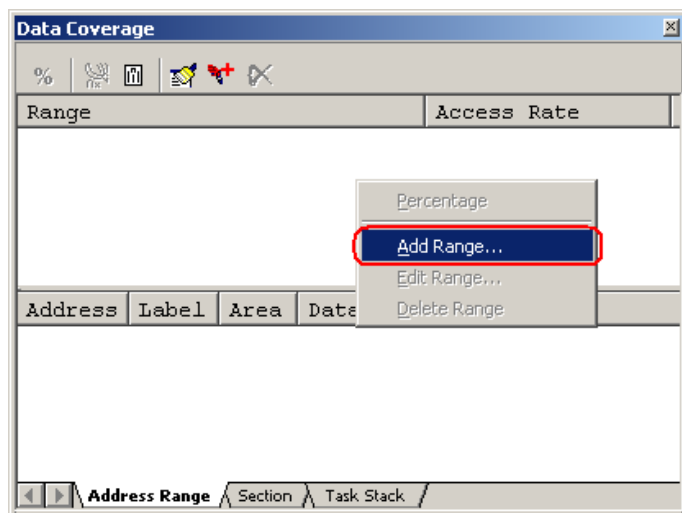 Data Coverage
%
Range Access Rate
Percentage
Add Range...
Edit Range...
Delete Range
Address Label Area Data
Address Range Section Task Stack